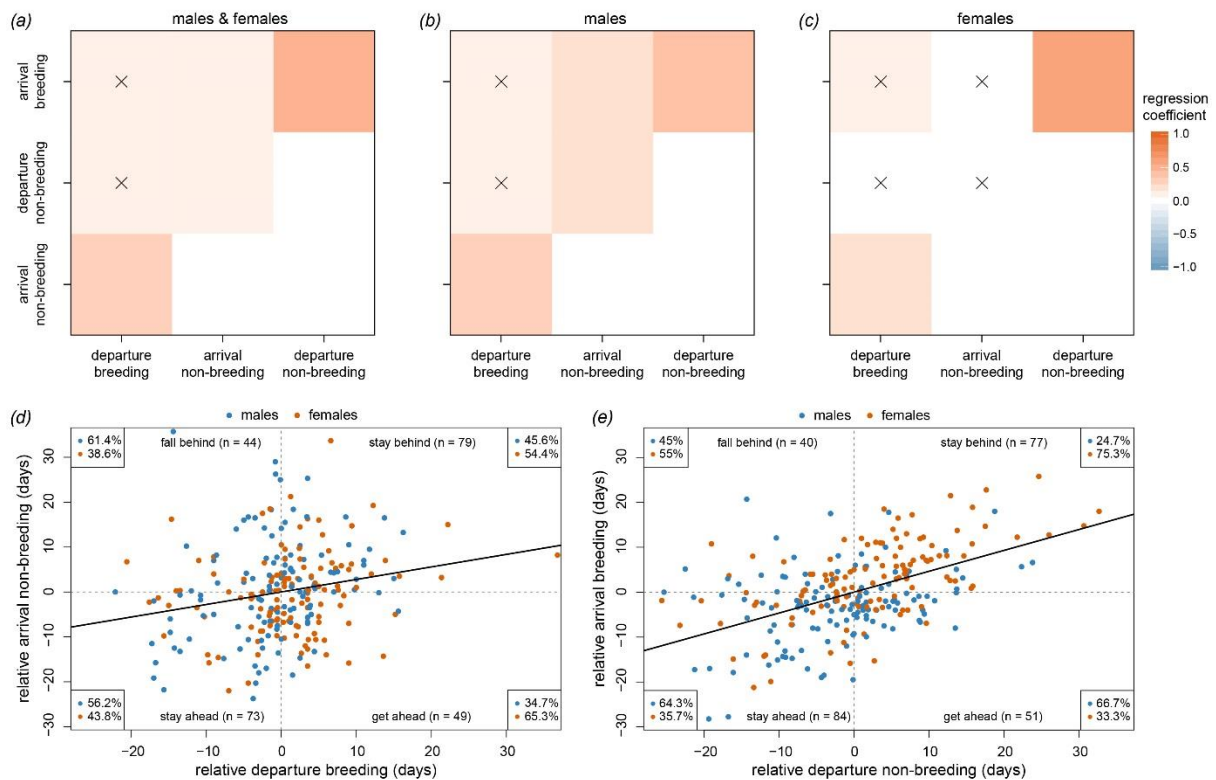 (a) males & females
(b) males
(c) females
arrival
breeding
departure
non-breeding
arrival
non-breeding
departure
breeding
arrival
non-breeding
departure
non-breeding
departure
breeding
arrival
non-breeding
departure
non-breeding
departure
breeding
arrival
non-breeding
departure
non-breeding
regression
coefficient
1.0
0.5
0.0
−0.5
−1.0
(d) males females
61.4%
38.6%
fall behind (n = 44)
stay behind (n = 79)
45.6%
54.4%
56.2%
43.8%
stay ahead (n = 73)
get ahead (n = 49)
34.7%
65.3%
relative arrival non-breeding (days)
30
20
10
0
−10
−20
−30
−20 −10 0 10 20 30
relative departure breeding (days)
(e) males females
45%
55%
fall behind (n = 40)
stay behind (n = 77)
24.7%
75.3%
64.3%
35.7%
stay ahead (n = 84)
get ahead (n = 51)
66.7%
33.3%
relative arrival breeding (days)
30
20
10
0
−10
−20
−30
−20 −10 0 10 20 30
relative departure non-breeding (days)